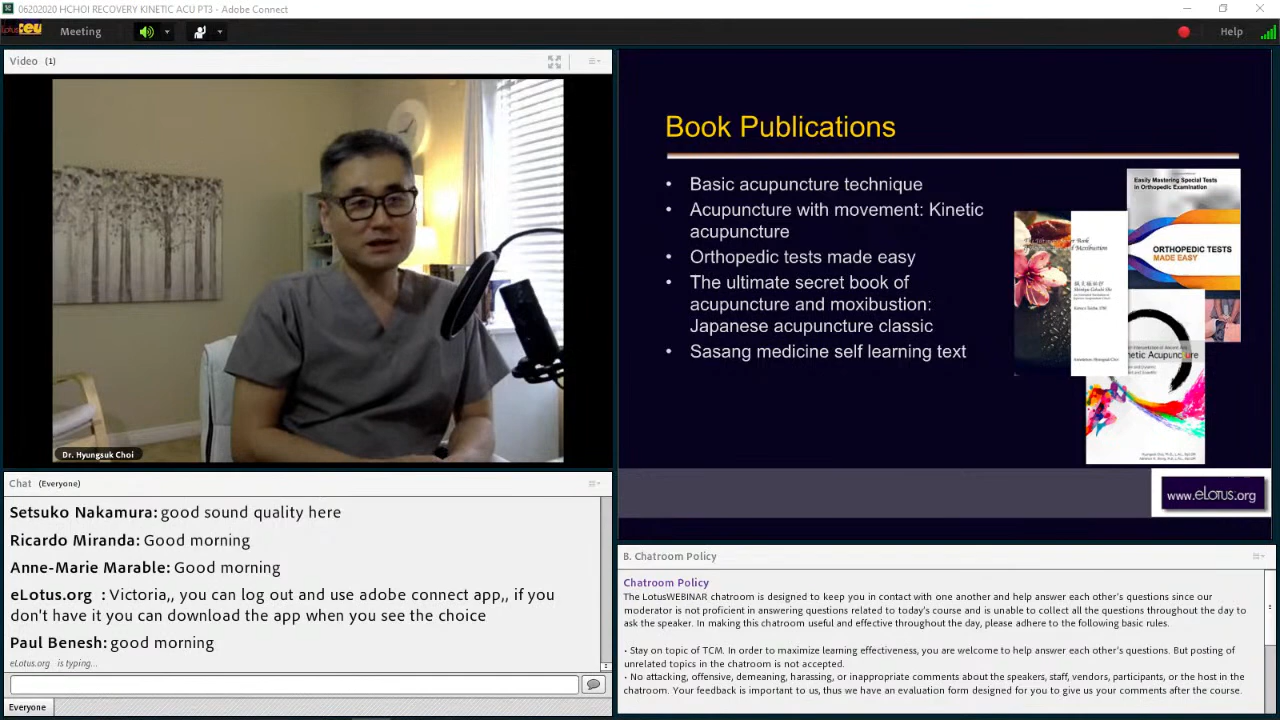 06202020 HCHOI RECOVERY KINETIC ACU PT3 - Adobe Connect
Meeting
Help
Video (1)
Dr. Hyungsuk Choi
Book Publications
• Basic acupuncture technique
• Acupuncture with movement: Kinetic
acupuncture
• Orthopedic tests made easy
• The ultimate secret book of
acupuncture and moxibustion:
Japanese acupuncture classic
• Sasang medicine self learning text
Easily Mastering Special Tests
in Orthopedic Examination
ORTHOPEDIC TESTS
MADE EASY
www.eLotus.org
Chat (Everyone)
Setsuko Nakamura: good sound quality here
Ricardo Miranda: Good morning
Anne-Marie Marable: Good morning
eLotus.org : Victoria,, you can log out and use adobe connect app,, if you
don't have it you can download the app when you see the choice
Paul Benesh: good morning
eLotus.org is typing...
Everyone
B. Chatroom Policy
Chatroom Policy
The LotusWEBINAR chatroom is designed to keep you in contact with one another and help answer each other's questions since our
moderator is not proficient in answering questions related to today's course and is unable to collect all the questions throughout the day to
ask the speaker. In making this chatroom useful and effective throughout the day, please adhere to the following basic rules.
• Stay on topic of TCM. In order to maximize learning effectiveness, you are welcome to help answer each other's questions. But posting of
unrelated topics in the chatroom is not accepted.
• No attacking, offensive, demeaning, harassing, or inappropriate comments about the speakers, staff, vendors, participants, or the host in the
chatroom. Your feedback is important to us, thus we have an evaluation form designed for you to give us your comments after the course.